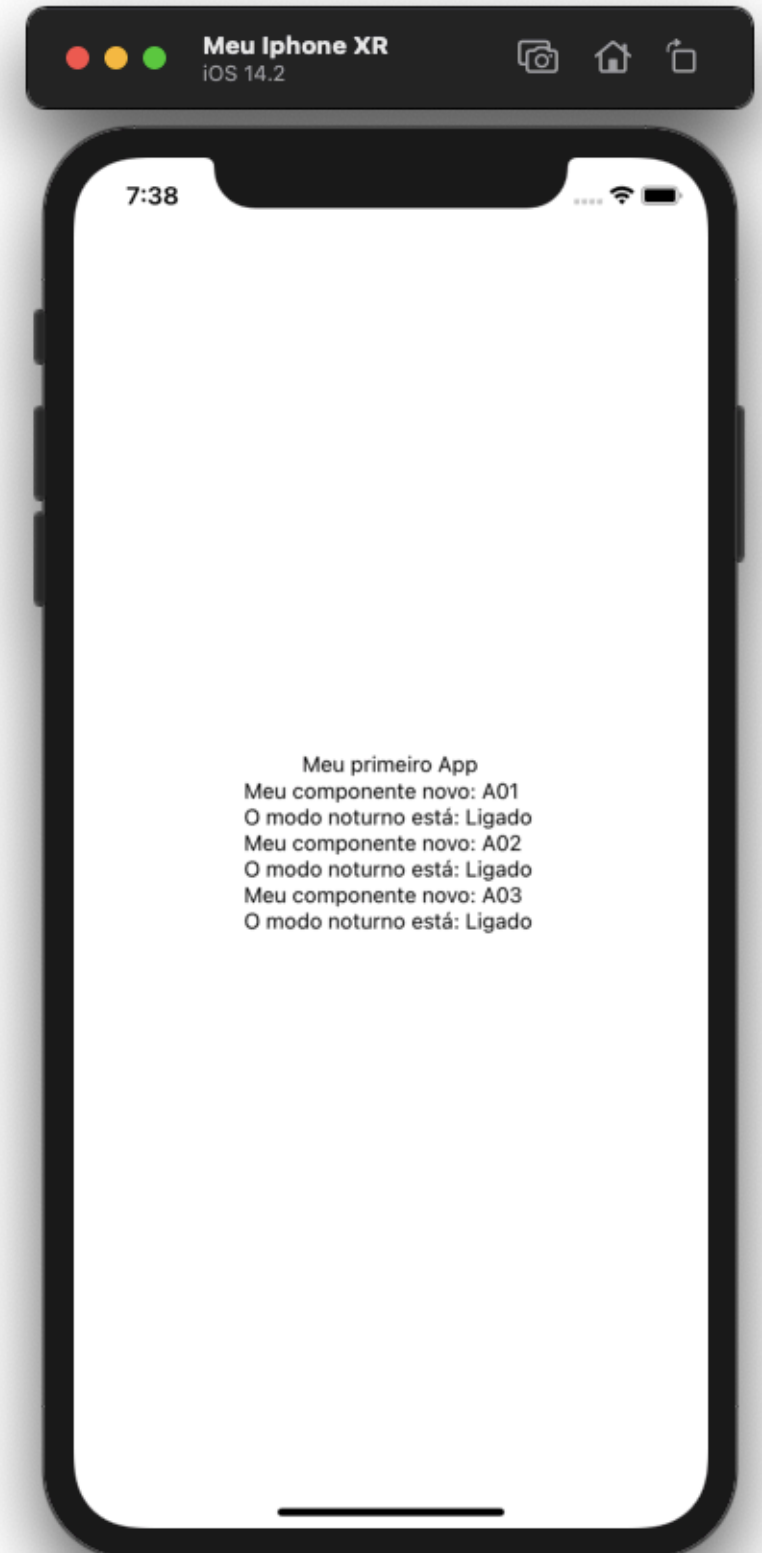 Meu Iphone XR
iOS 14.2
7:38
Meu primeiro App
Meu componente novo: A01
O modo noturno está: Ligado
Meu componente novo: A02
O modo noturno está: Ligado
Meu componente novo: A03
O modo noturno está: Ligado